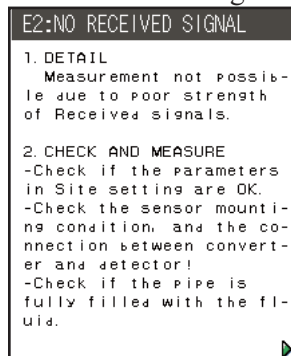 E2:NO RECEIVED SIGNAL
1. DETAIL
Measurement not possib-
le due to poor strength
of Received signals.
2. CHECK AND MEASURE
-Check if the parameters
in Site setting are OK.
-Check the sensor mounti-
ng condition, and the co-
nnection between convert-
er and detector!
-Check if the pipe is
fully filled with the fl-
uid.